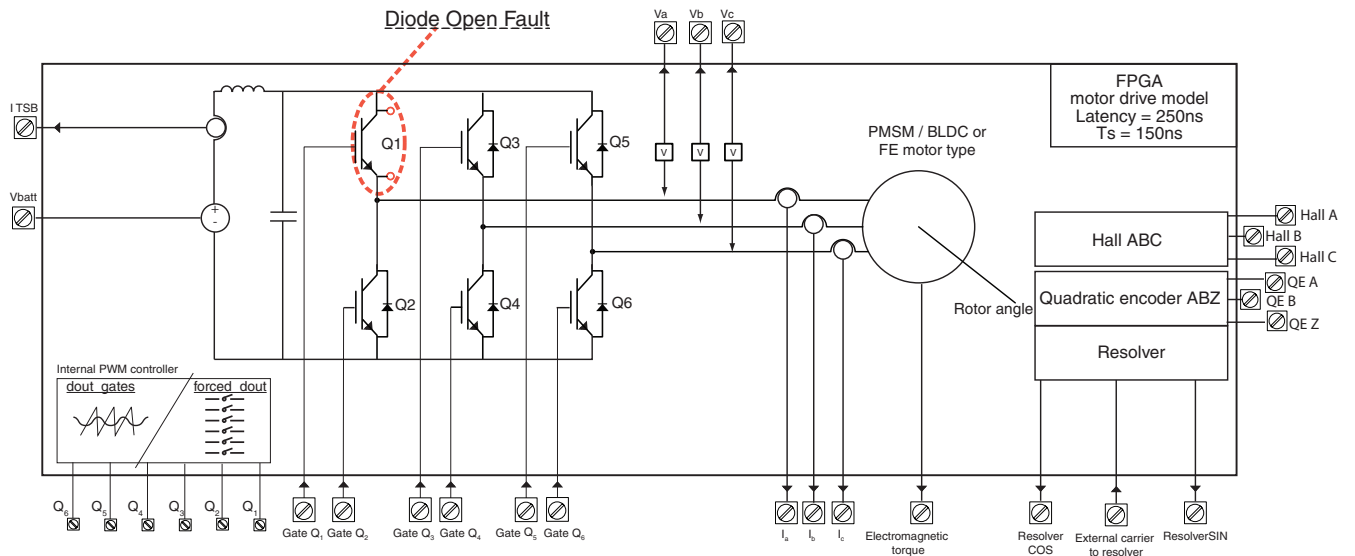 Diode Open Fault
Va
Vb
Vc
FPGA
motor drive model
Latency = 250ns
Ts = 150ns
I TSB
Q1
Q3
Q5
V
V
V
PMSM / BLDC or
FE motor type
Vbatt
+
-
Hall ABC
Hall A
Hall B
Hall C
Q2
Q4
Q6
Rotor angle
Quadratic encoder ABZ
QE A
QE B
QE Z
Resolver
Internal PWM controller
dout_gates
forced_dout
Q6
Q5
Q4
Q3
Q2
Q1
Gate Q1
Gate Q2
Gate Q3
Gate Q4
Gate Q5
Gate Q6
Ia
Ib
Ic
Electromagnetic
torque
Resolver
COS
External carrier
to resolver
ResolverSIN